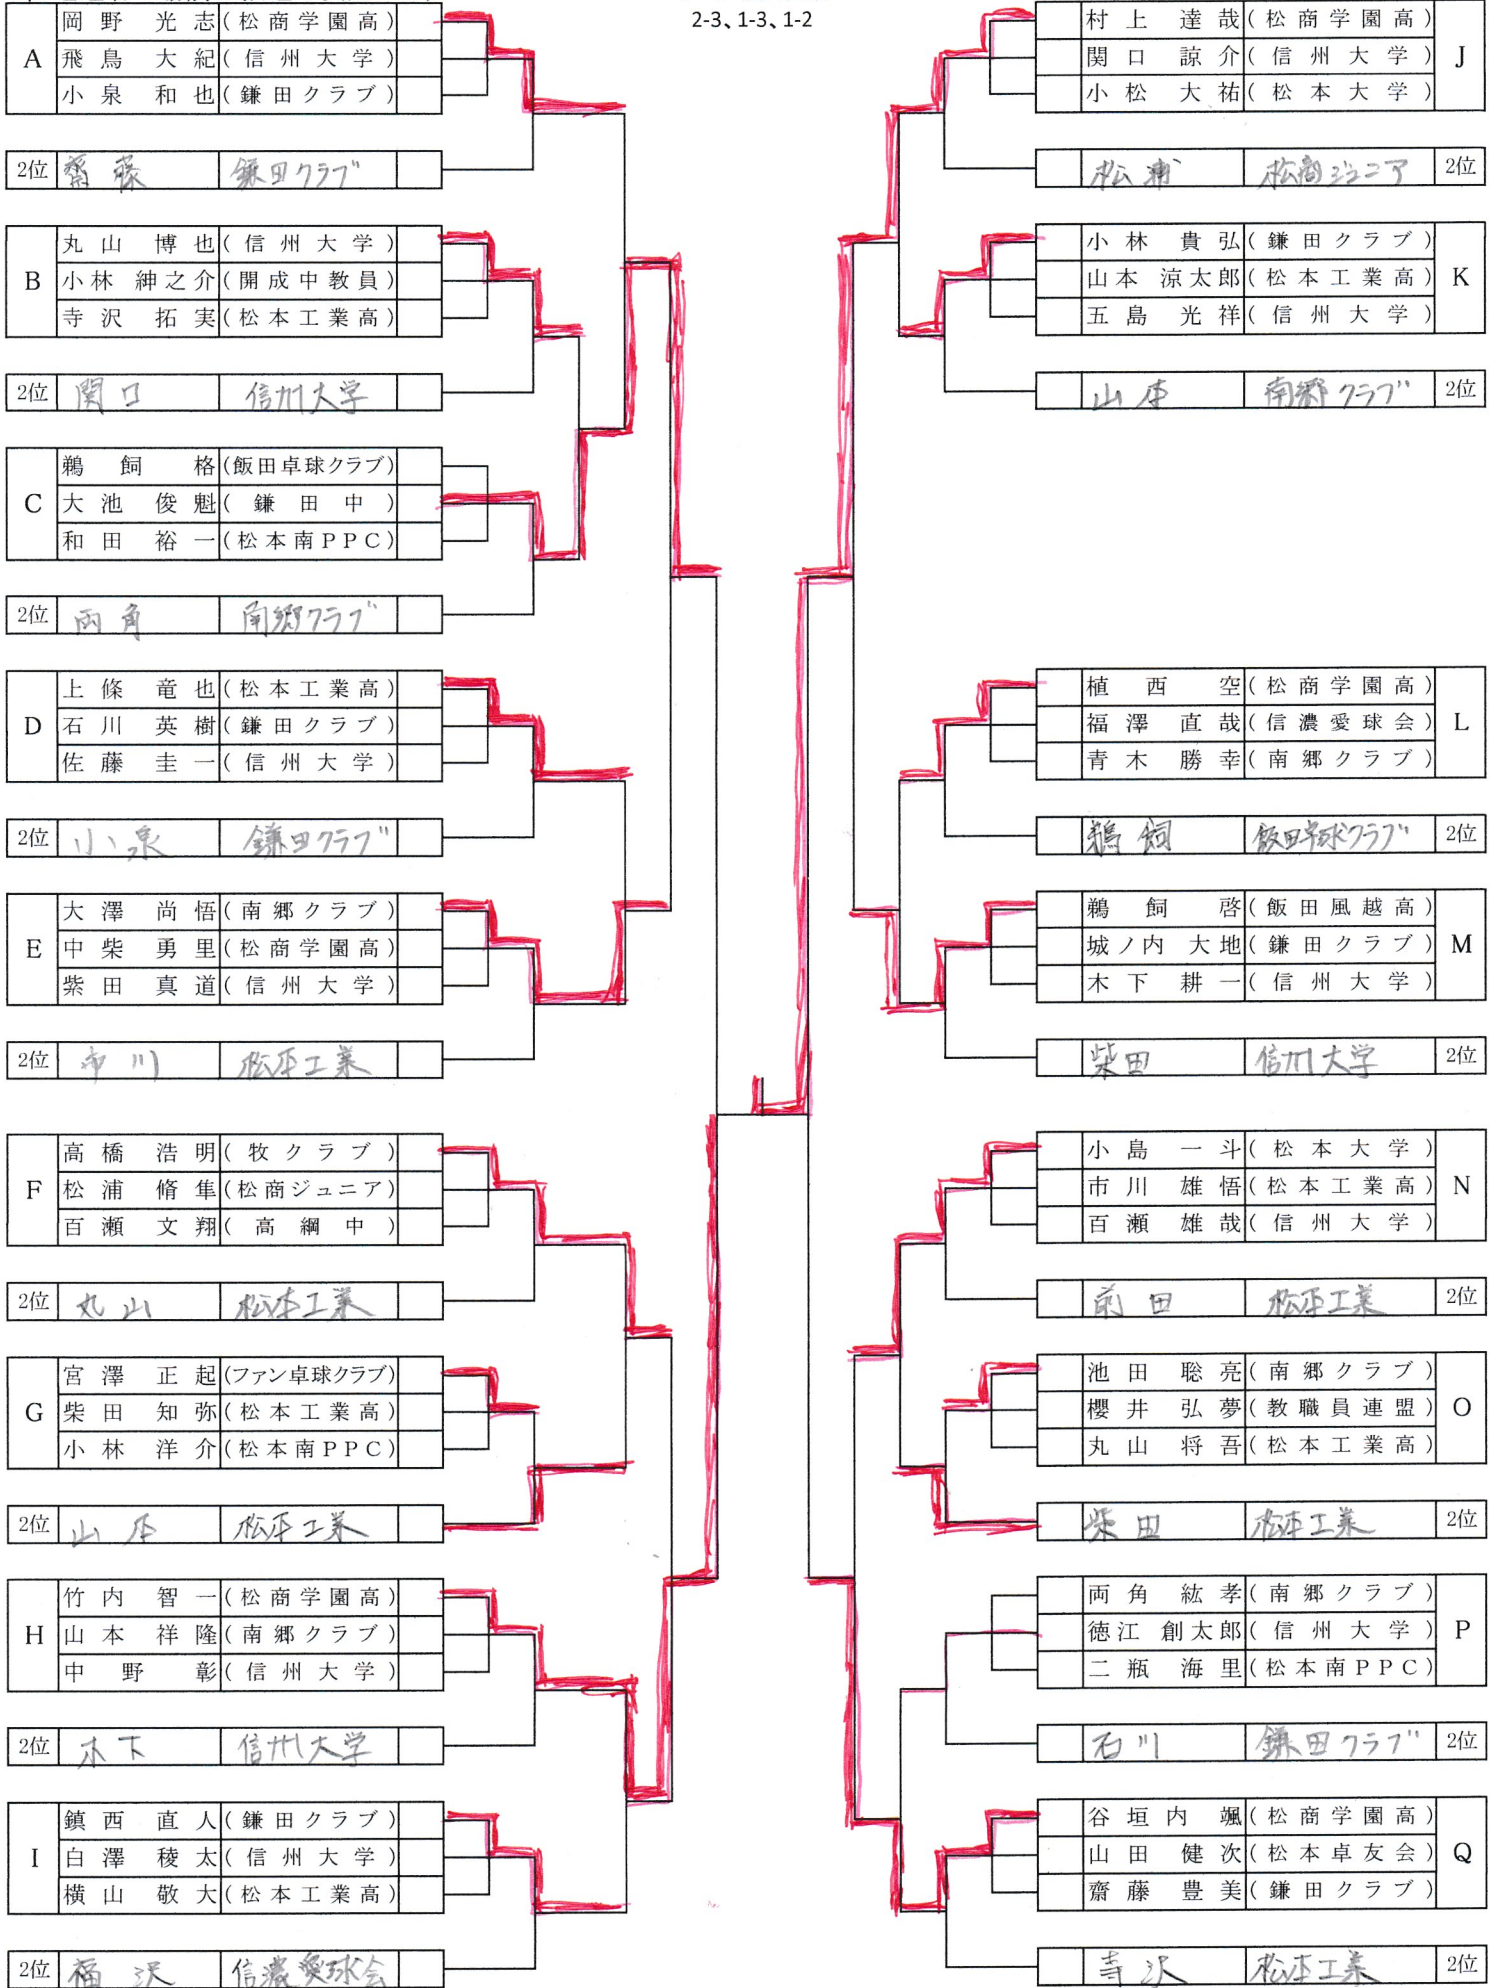 2-3、1-3、1-2
A
岡野 光志 (松商学園高)
飛鳥 大紀 (信州大学)
小泉 和也 (鎌田クラブ)
2位 齋藤 鎌田クラブ
B
丸山 博也 (信州大学)
小林 紳之介 (開成中教員)
寺沢 拓実 (松本工業高)
2位 関口 信州大学
C
鵜飼 格 (飯田卓球クラブ)
大池 俊魁 (鎌田中)
和田 裕一 (松本南PPC)
2位 両角 南郷クラブ
D
上條 竜也 (松本工業高)
石川 英樹 (鎌田クラブ)
佐藤 圭一 (信州大学)
2位 小泉 鎌田クラブ
E
大澤 尚悟 (南郷クラブ)
中柴 勇里 (松商学園高)
柴田 真道 (信州大学)
2位 市川 松本工業
F
高橋 浩明 (牧クラブ)
松浦 脩隼 (松商ジュニア)
百瀬 文翔 (高綱中)
2位 丸山 松本工業
G
宮澤 正起 (ファン卓球クラブ)
柴田 知弥 (松本工業高)
小林 洋介 (松本南PPC)
2位 山本 松本工業
H
竹内 智一 (松商学園高)
山本 祥隆 (南郷クラブ)
中野 彰 (信州大学)
2位 木下 信州大学
I
鎮西 直人 (鎌田クラブ)
白澤 稜太 (信州大学)
横山 敬大 (松本工業高)
2位 福沢 信濃愛球会
村上 達哉 (松商学園高)
関口 諒介 (信州大学)
小松 大祐 (松本大学)
J
松浦 松商ジュニア 2位
小林 貴弘 (鎌田クラブ)
山本 涼太郎 (松本工業高)
五島 光祥 (信州大学)
K
山本 南郷クラブ 2位
植西 空 (松商学園高)
福澤 直哉 (信濃愛球会)
青木 勝幸 (南郷クラブ)
L
鵜飼 飯田卓球クラブ 2位
鵜飼 啓 (飯田風越高)
城ノ内 大地 (鎌田クラブ)
木下 耕一 (信州大学)
M
柴田 信州大学 2位
小島 一斗 (松本大学)
市川 雄悟 (松本工業高)
百瀬 雄哉 (信州大学)
N
前田 松本工業 2位
池田 聡亮 (南郷クラブ)
櫻井 弘夢 (教職員連盟)
丸山 将吾 (松本工業高)
O
柴田 松本工業 2位
両角 紘孝 (南郷クラブ)
徳江 創太郎 (信州大学)
二瓶 海里 (松本南PPC)
P
石川 鎌田クラブ 2位
谷垣内 颯 (松商学園高)
山田 健次 (松本卓友会)
齋藤 豊美 (鎌田クラブ)
Q
寺沢 松本工業 2位